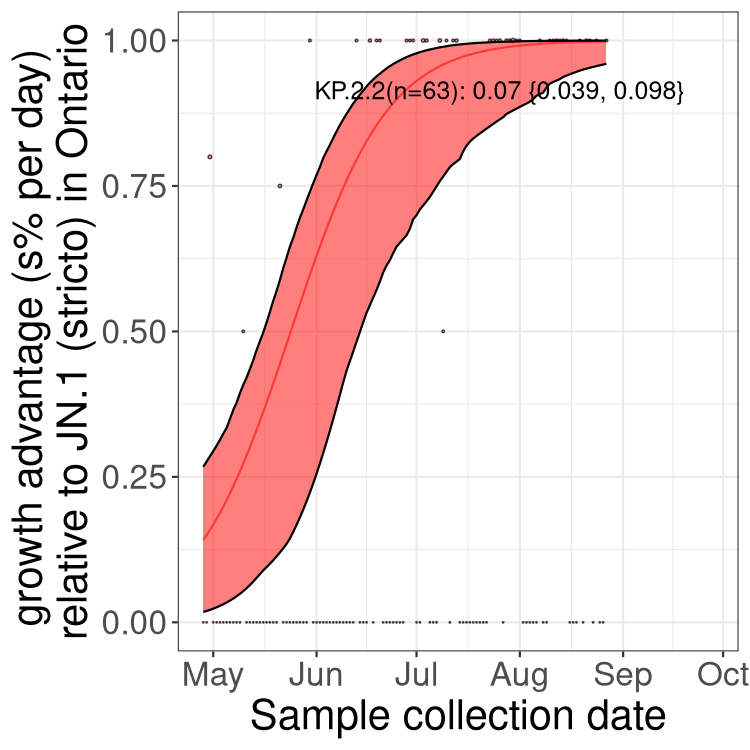 growth advantage (s% per day)
relative to JN.1 (stricto) in Ontario
1.00
0.75
0.50
0.25
0.00
KP.2.2(n=63): 0.07 {0.039, 0.098}
May Jun Jul Aug Sep Oct
Sample collection date